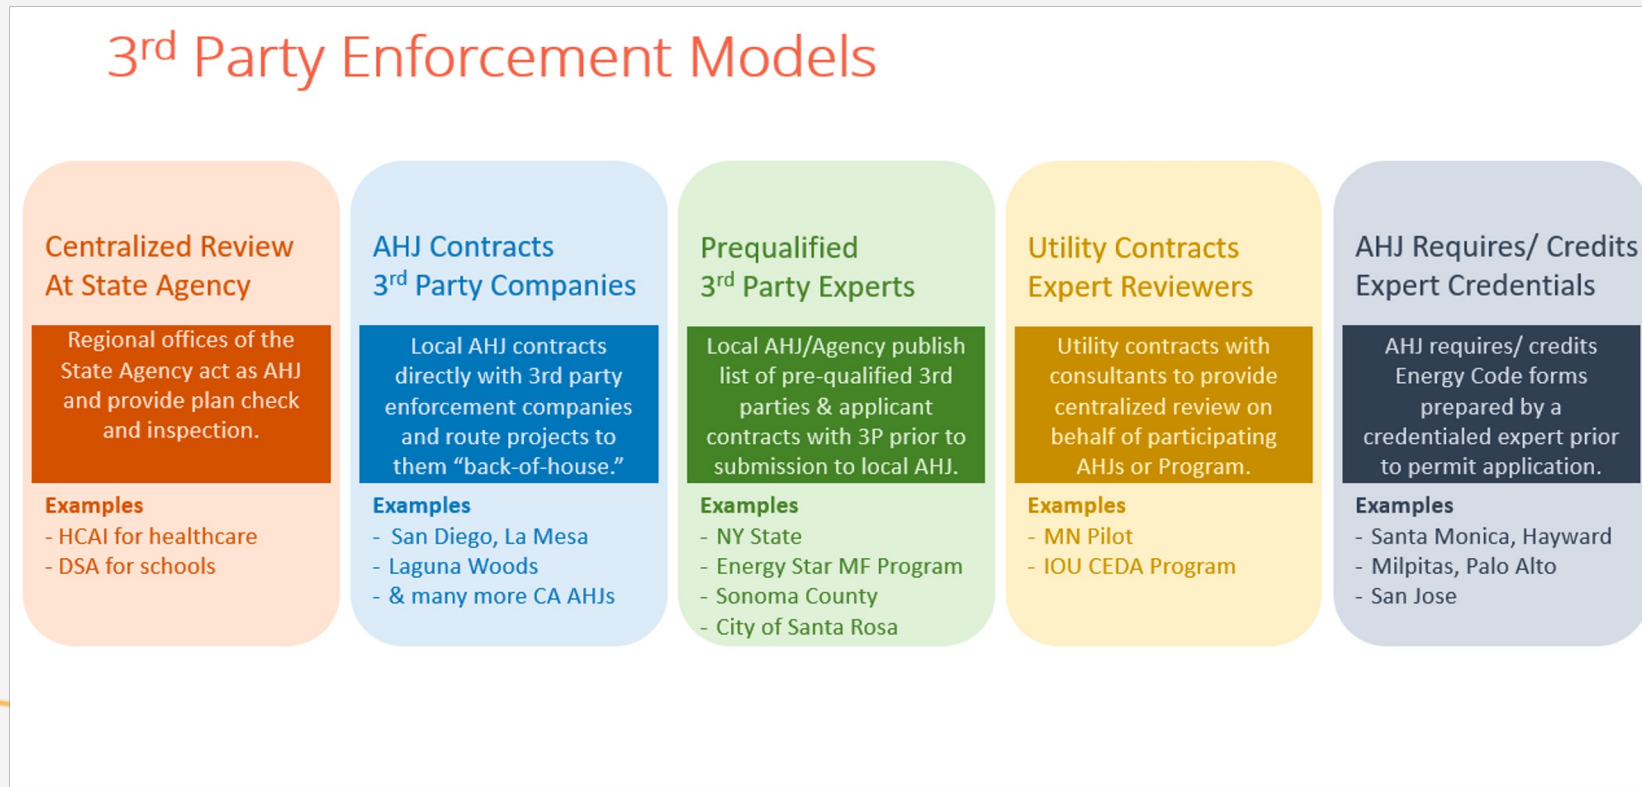 3rd Party Enforcement Models
Centralized Review
At State Agency
Regional offices of the
State Agency act as AHJ
and provide plan check
and inspection.
Examples
- HCAI for healthcare
- DSA for schools
AHJ Contracts
3rd Party Companies
Local AHJ contracts
directly with 3rd party
enforcement companies
and route projects to
them “back-of-house.”
Examples
- San Diego, La Mesa
- Laguna Woods
- & many more CA AHJs
Prequalified
3rd Party Experts
Local AHJ/Agency publish
list of pre-qualified 3rd
parties & applicant
contracts with 3P prior to
submission to local AHJ.
Examples
- NY State
- Energy Star MF Program
- Sonoma County
- City of Santa Rosa
Utility Contracts
Expert Reviewers
Utility contracts with
consultants to provide
centralized review on
behalf of participating
AHJs or Program.
Examples
- MN Pilot
- IOU CEDA Program
AHJ Requires/ Credits
Expert Credentials
AHJ requires/ credits
Energy Code forms
prepared by a
credentialed expert prior
to permit application.
Examples
- Santa Monica, Hayward
- Milpitas, Palo Alto
- San Jose